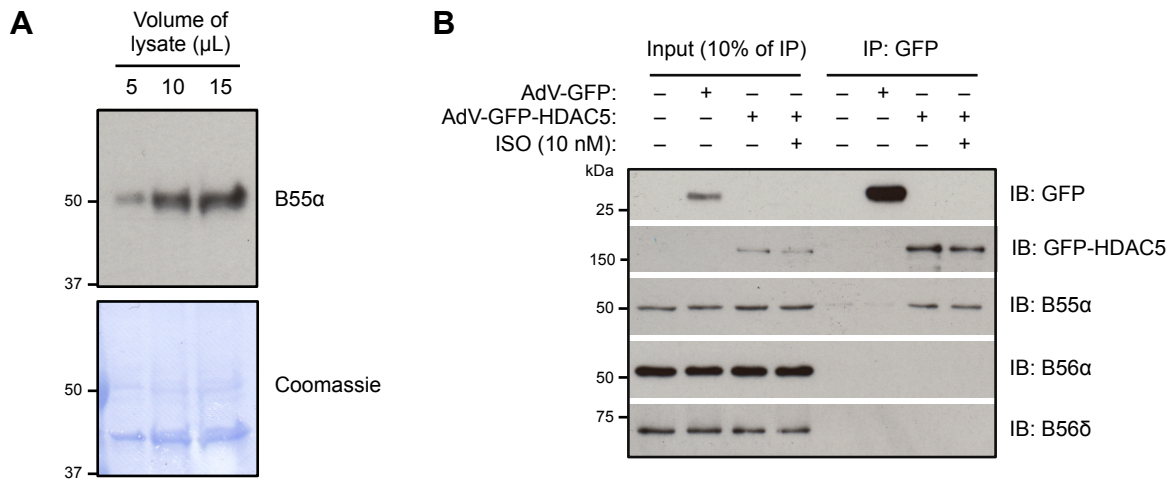 A
Volume of
lysate (µL)
5 10 15
50
37
B55α
50
37
Coomassie
B
Input (10% of IP) IP: GFP
AdV-GFP: – + – – – + – –
AdV-GFP-HDAC5: – – + + – – + +
ISO (10 nM): – – – + – – – +
kDa
25
IB: GFP
150
IB: GFP-HDAC5
50
IB: B55α
50
IB: B56α
75
IB: B56δ